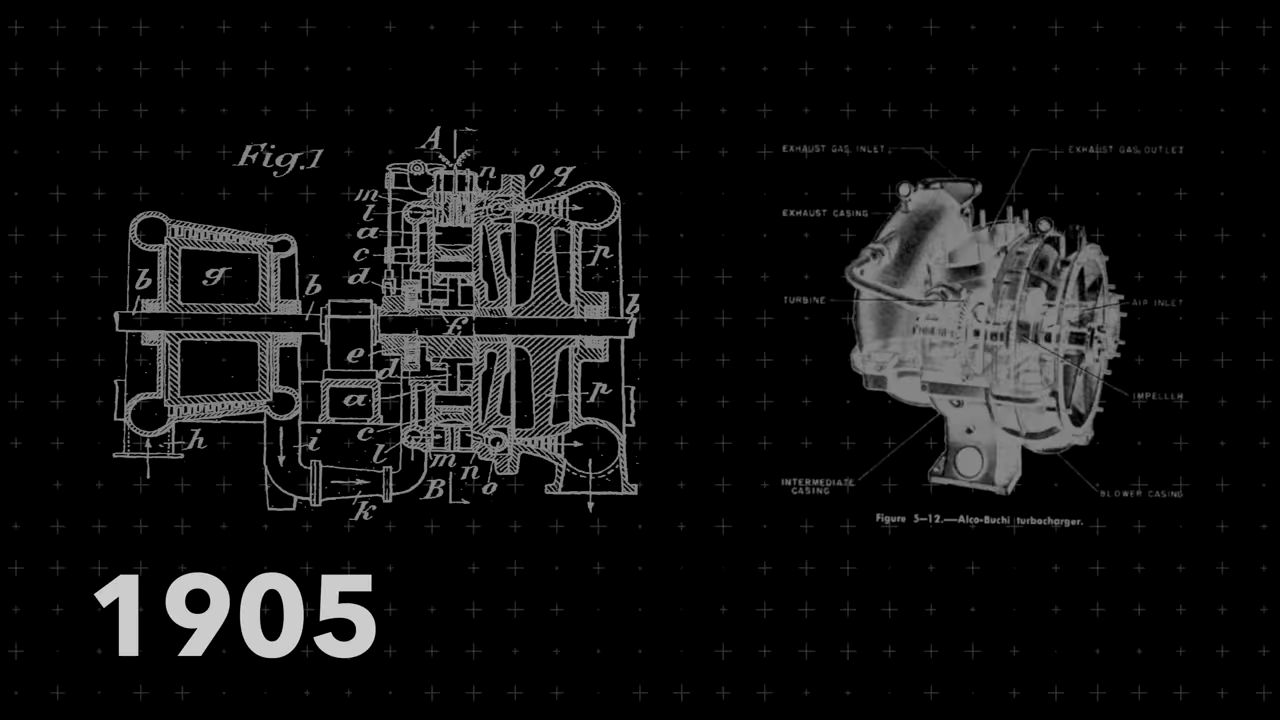 Fig.1
A
n
o
q
m
l
a
c
d
g
b
b
p
b
f
e
d
a
p
c
l
h
i
m
n
B
o
k
EXHAUST GAS INLET
EXHAUST GAS OUTLET
EXHAUST CASING
TURBINE
AIR INLET
IMPELLER
INTERMEDIATE
CASING
BLOWER CASING
Figure 5—12.—Alco-Buchi turbocharger.
1905